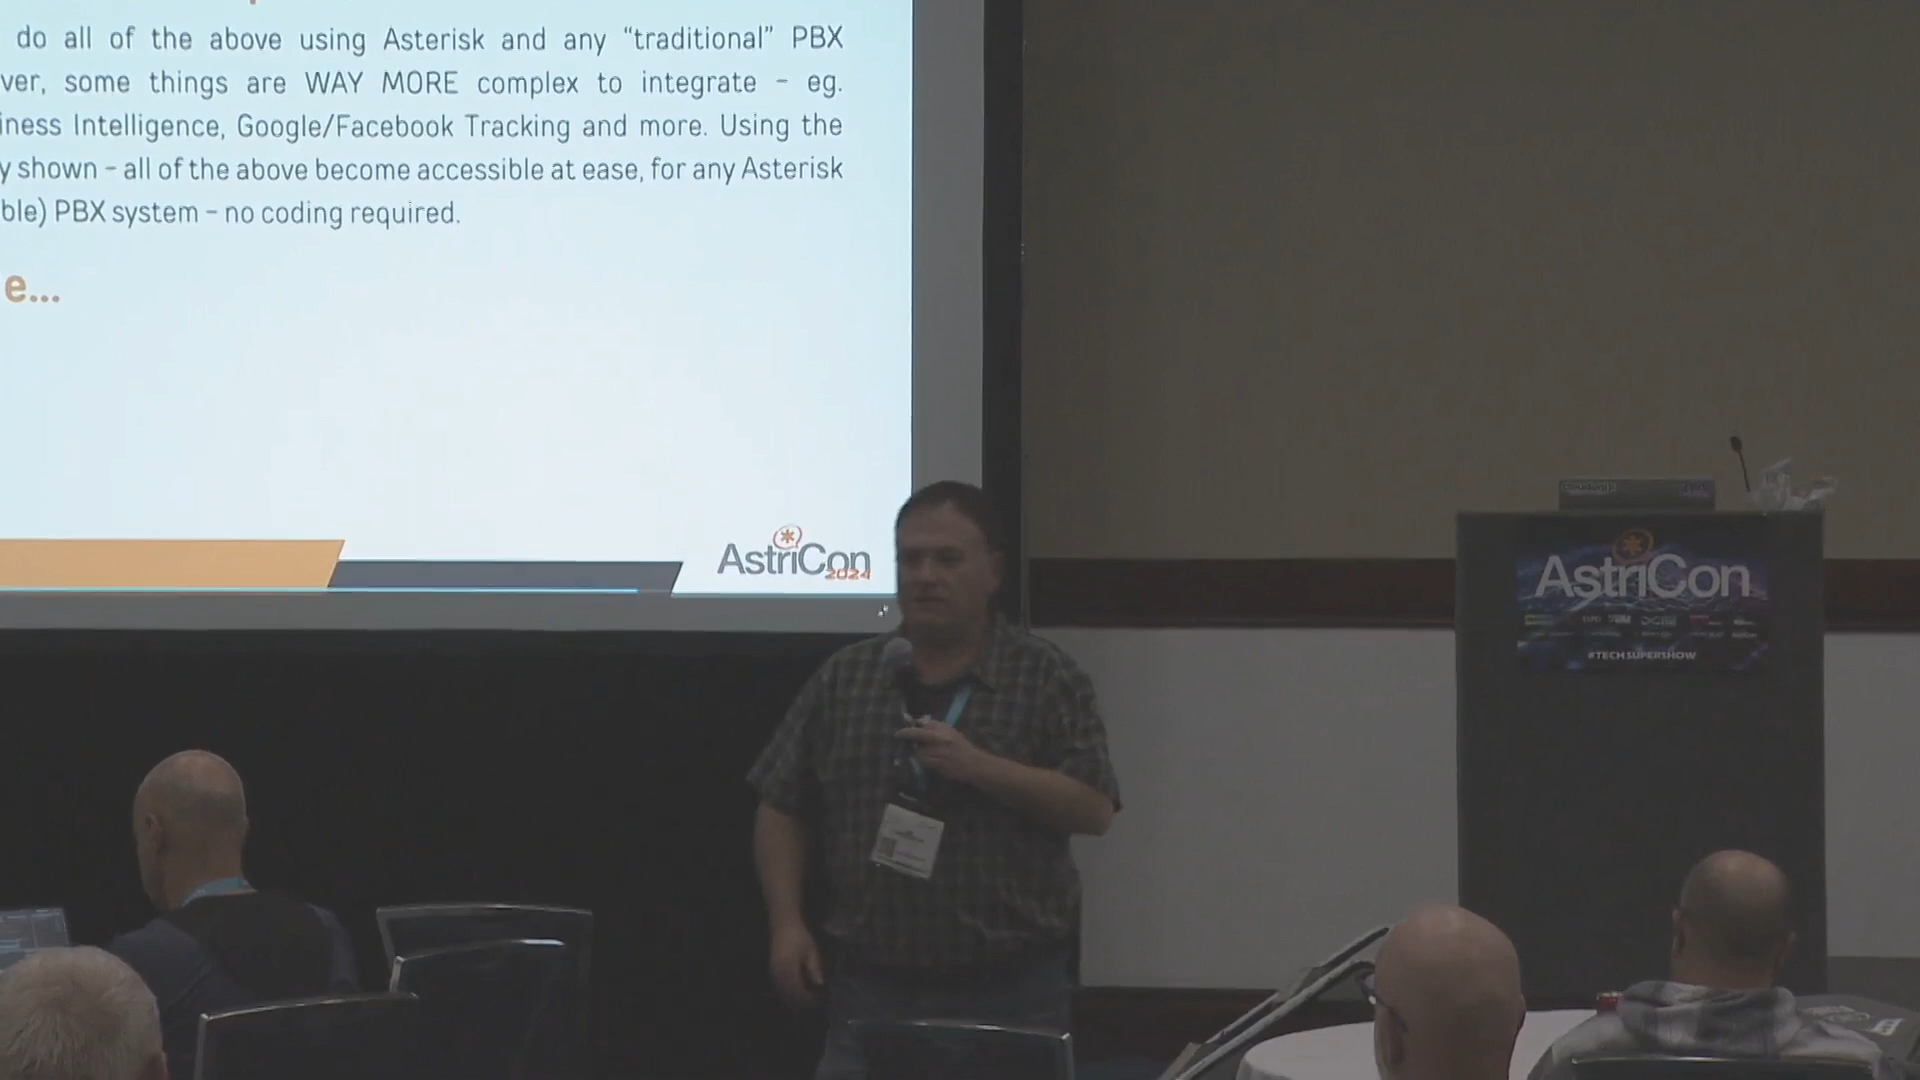 do all of the above using Asterisk and any “traditional” PBX
ver, some things are WAY MORE complex to integrate – eg.
iness Intelligence, Google/Facebook Tracking and more. Using the
y shown – all of the above become accessible at ease, for any Asterisk
ble) PBX system – no coding required.
e...
AstriCon
2024
AstriCon
EXPO
#TECHSUPERSHOW